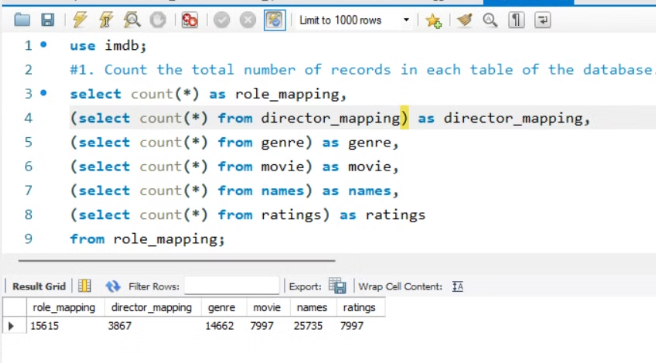 Limit to 1000 rows
1 use imdb;
2 #1. Count the total number of records in each table of the database.
3 select count(*) as role_mapping,
4 (select count(*) from director_mapping) as director_mapping,
5 (select count(*) from genre) as genre,
6 (select count(*) from movie) as movie,
7 (select count(*) from names) as names,
8 (select count(*) from ratings) as ratings
9 from role_mapping;
Result Grid Filter Rows: Export: Wrap Cell Content: IA
role_mapping director_mapping genre movie names ratings
15615 3867 14662 7997 25735 7997